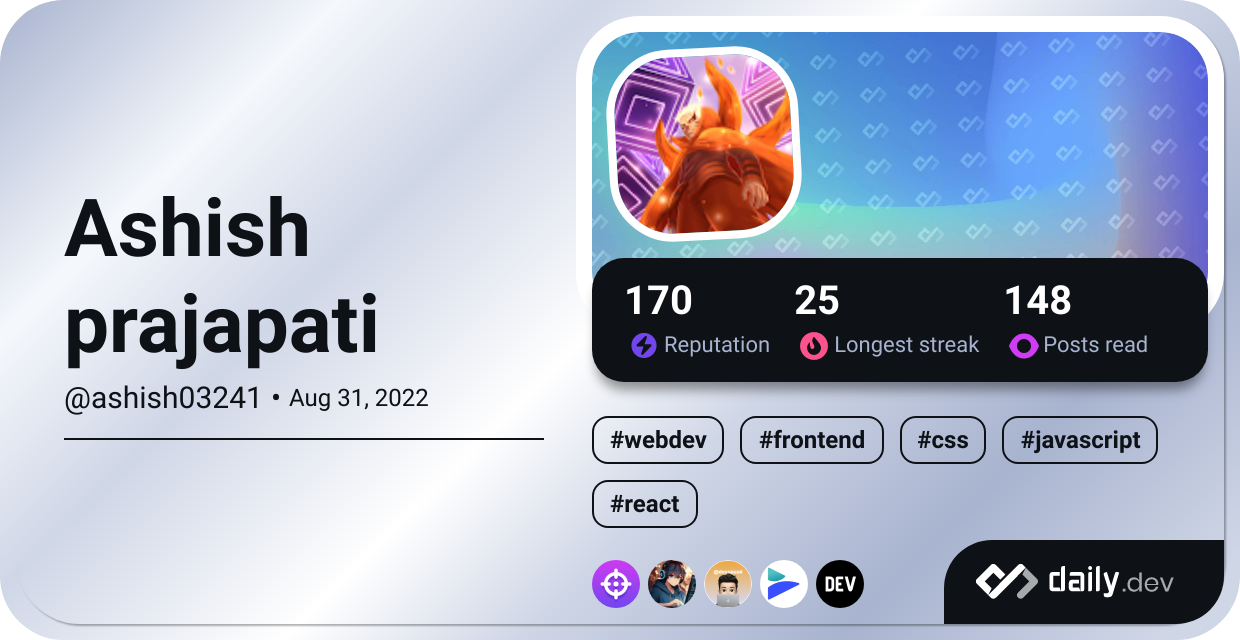 Ashish
prajapati
@ashish03241 • Aug 31, 2022
170 25 148
Reputation Longest streak Posts read
#webdev #frontend #css #javascript
#react
DEV
daily.dev